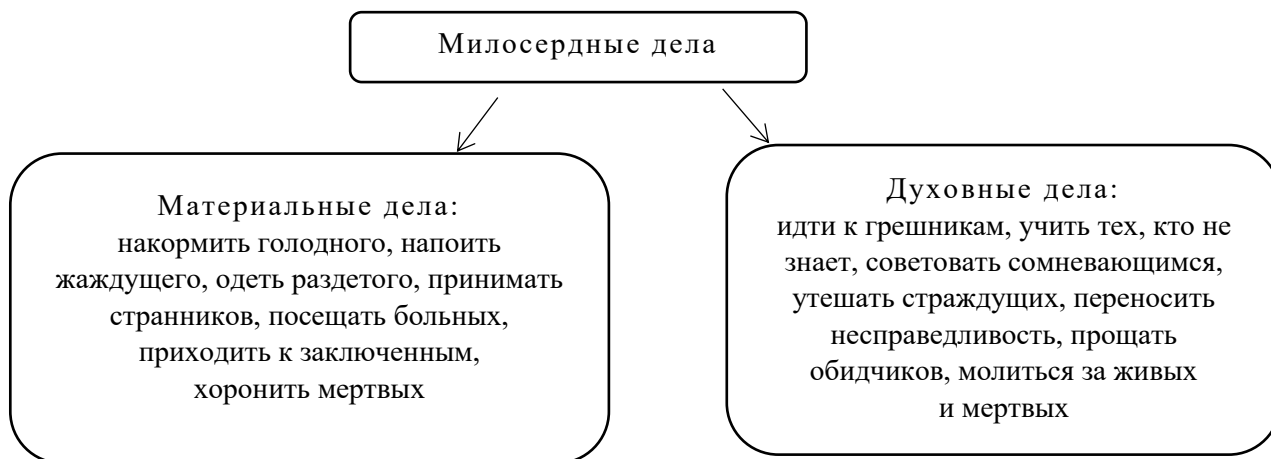 Милосердные дела
Материальные дела:
накормить голодного, напоить
жаждущего, одеть раздетого, принимать
странников, посещать больных,
приходить к заключенным,
хоронить мертвых
Духовные дела:
идти к грешникам, учить тех, кто не
знает, советовать сомневающимся,
утешать страждущих, переносить
несправедливость, прощать
обидчиков, молиться за живых
и мертвых